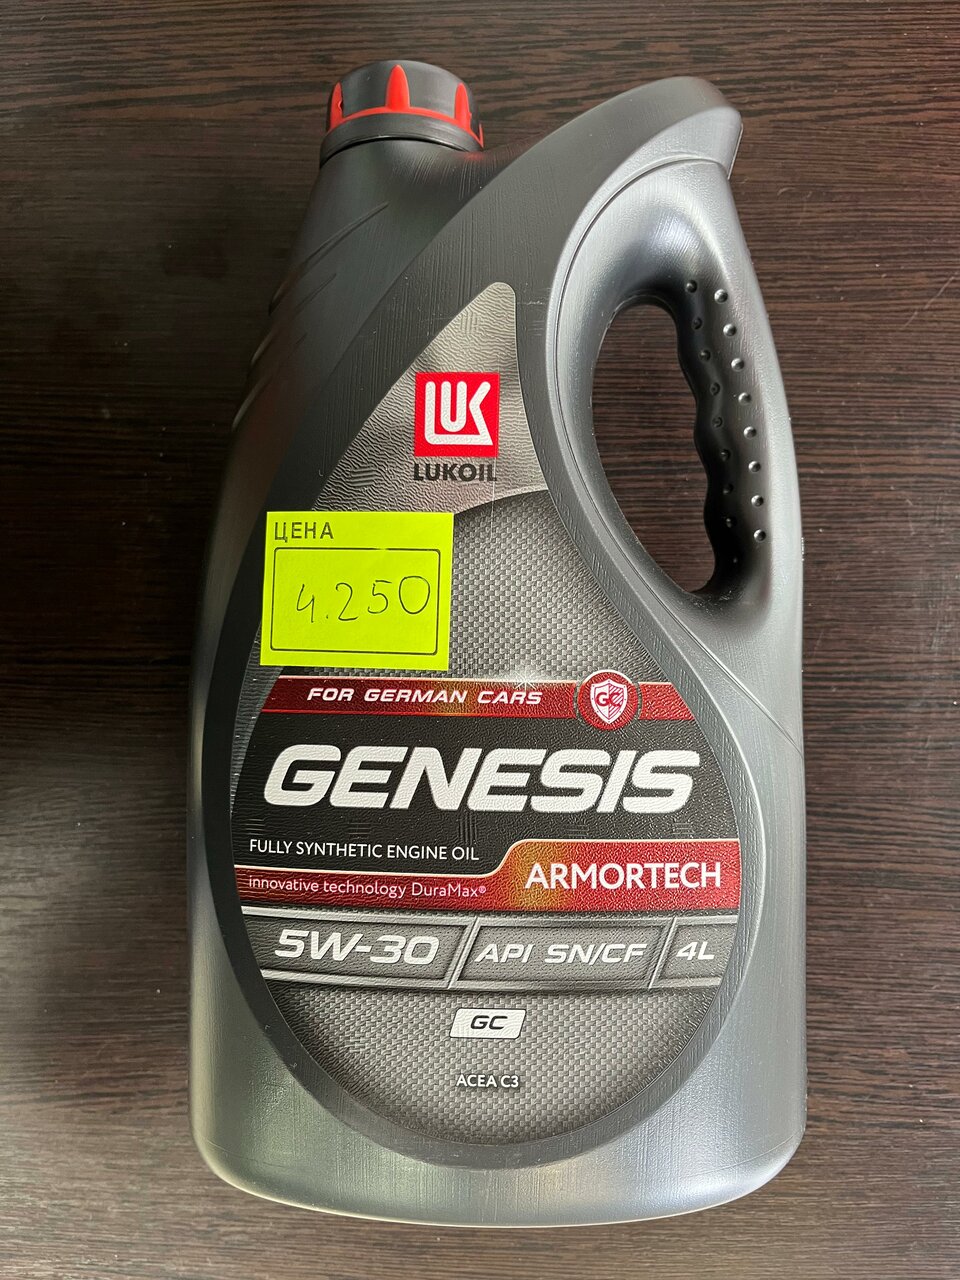 LUK
LUKOIL
ЦЕНА
4.250
FOR GERMAN CARS
GC
GENESIS
FULLY SYNTHETIC ENGINE OIL
ARMORTECH
innovative technology DuraMax®
5W-30 API SN/CF 4L
GC
ACEA C3